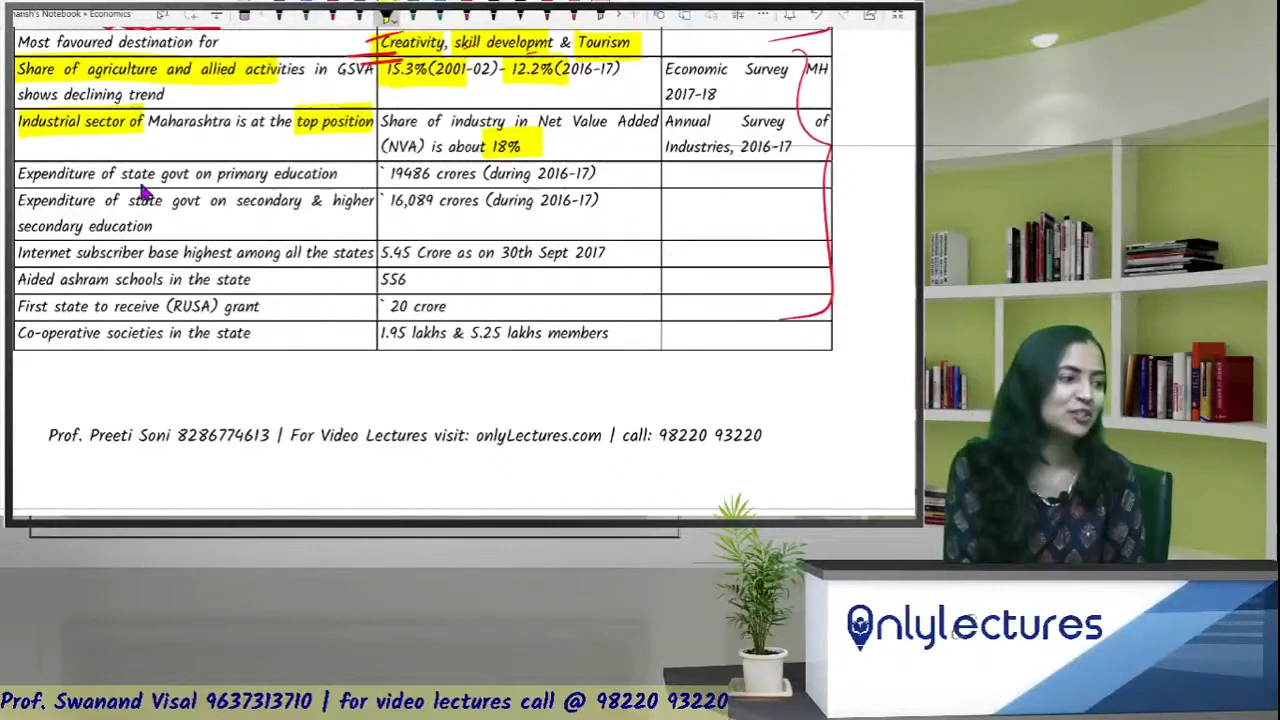 arish's Notebook » Economics
Most favoured destination for
Creativity, skill developmt & Tourism
Share of agriculture and allied activities in GSVA
shows declining trend
15.3%(2001-02)- 12.2%(2016-17)
Economic Survey MH
2017-18
Industrial sector of Maharashtra is at the top position
Share of industry in Net Value Added
(NVA) is about 18%
Annual Survey of
Industries, 2016-17
Expenditure of state govt on primary education
` 19486 crores (during 2016-17)
Expenditure of state govt on secondary & higher
secondary education
` 16,089 crores (during 2016-17)
Internet subscriber base highest among all the states
5.45 Crore as on 30th Sept 2017
Aided ashram schools in the state
556
First state to receive (RUSA) grant
` 20 crore
Co-operative societies in the state
1.95 lakhs & 5.25 lakhs members
Prof. Preeti Soni 8286774613 | For Video Lectures visit: onlyLectures.com | call: 98220 93220
Onlylectures
Prof. Swanand Visal 9637313710 | for video lectures call @ 98220 93220